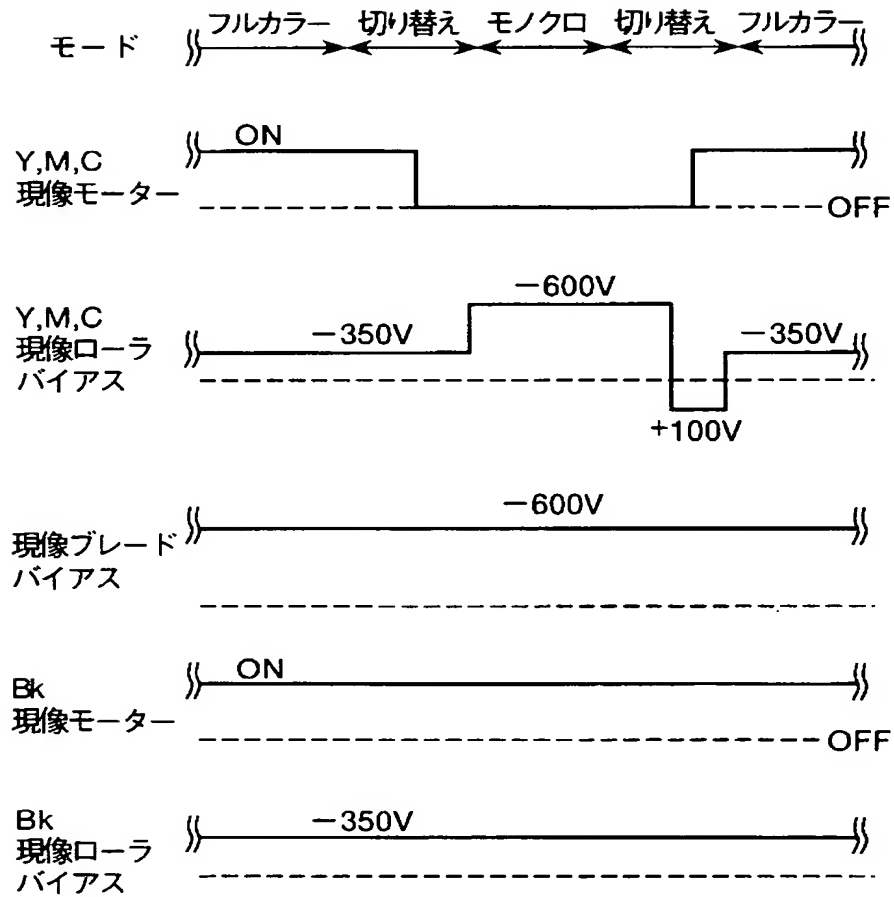 モード
フルカラー 切り替え モノクロ 切り替え フルカラー
ON
Y,M,C
現像モーター
OFF
−600V
Y,M,C
現像ローラ
バイアス
−350V
−350V
+100V
−600V
現像ブレード
バイアス
ON
Bk
現像モーター
OFF
Bk
現像ローラ
バイアス
−350V